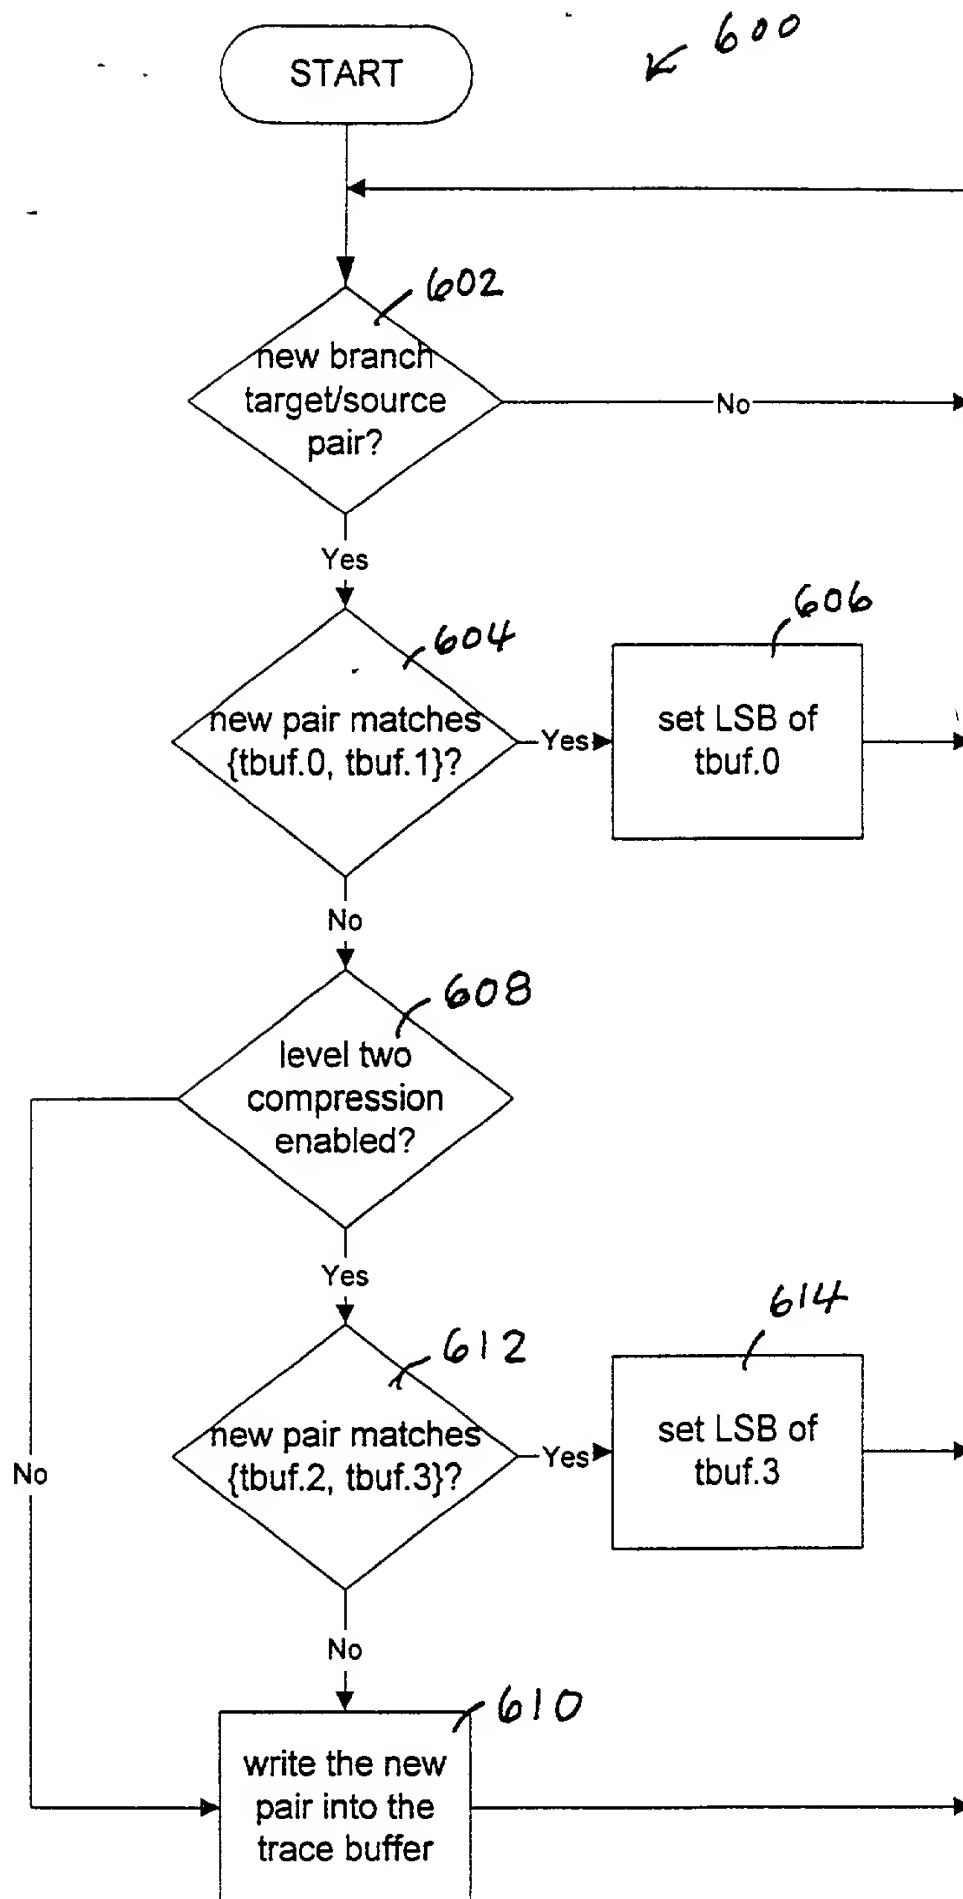 600
START
602
new branch
target/source
pair?
No
Yes
604
new pair matches
{tbuf.0, tbuf.1}?
Yes
606
set LSB of
tbuf.0
No
608
level two
compression
enabled?
No
Yes
612
new pair matches
{tbuf.2, tbuf.3}?
Yes
614
set LSB of
tbuf.3
No
610
write the new
pair into the
trace buffer